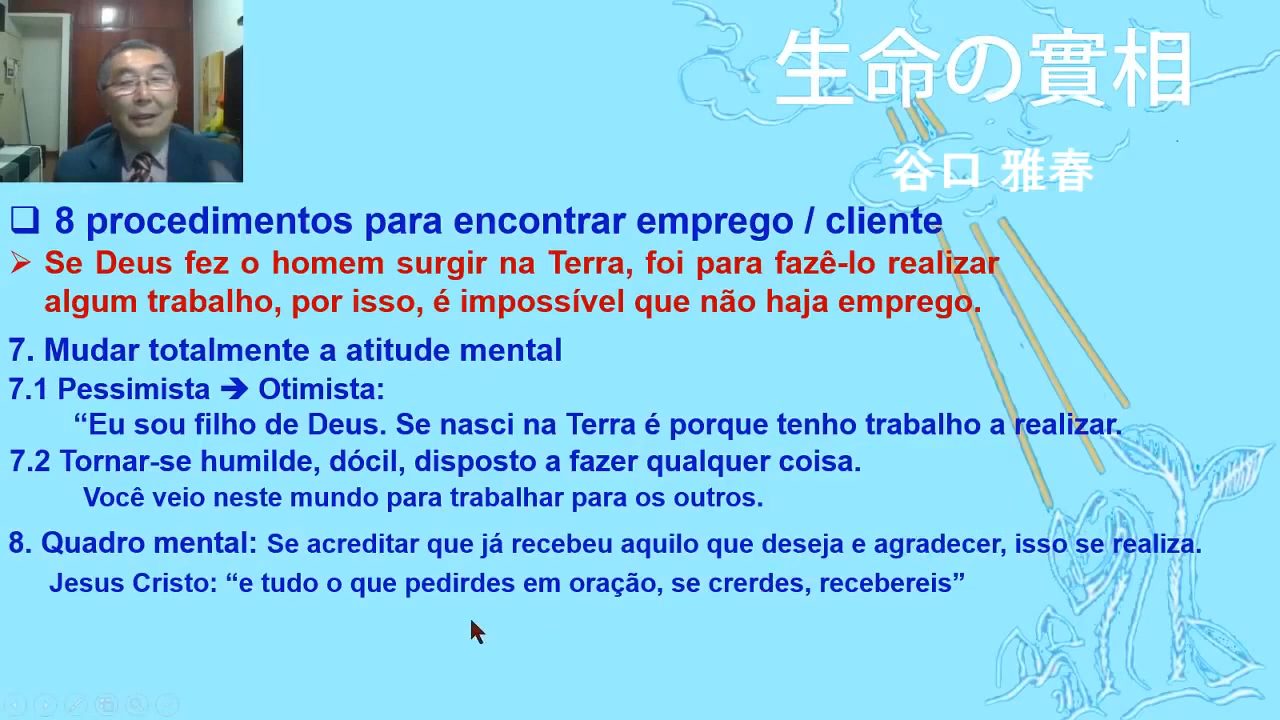 生命の實相
谷口 雅春
❑ 8 procedimentos para encontrar emprego / cliente
➢ Se Deus fez o homem surgir na Terra, foi para fazê-lo realizar
algum trabalho, por isso, é impossível que não haja emprego.
7. Mudar totalmente a atitude mental
7.1 Pessimista ➔ Otimista:
“Eu sou filho de Deus. Se nasci na Terra é porque tenho trabalho a realizar.
7.2 Tornar-se humilde, dócil, disposto a fazer qualquer coisa.
Você veio neste mundo para trabalhar para os outros.
8. Quadro mental: Se acreditar que já recebeu aquilo que deseja e agradecer, isso se realiza.
Jesus Cristo: “e tudo o que pedirdes em oração, se crerdes, recebereis”